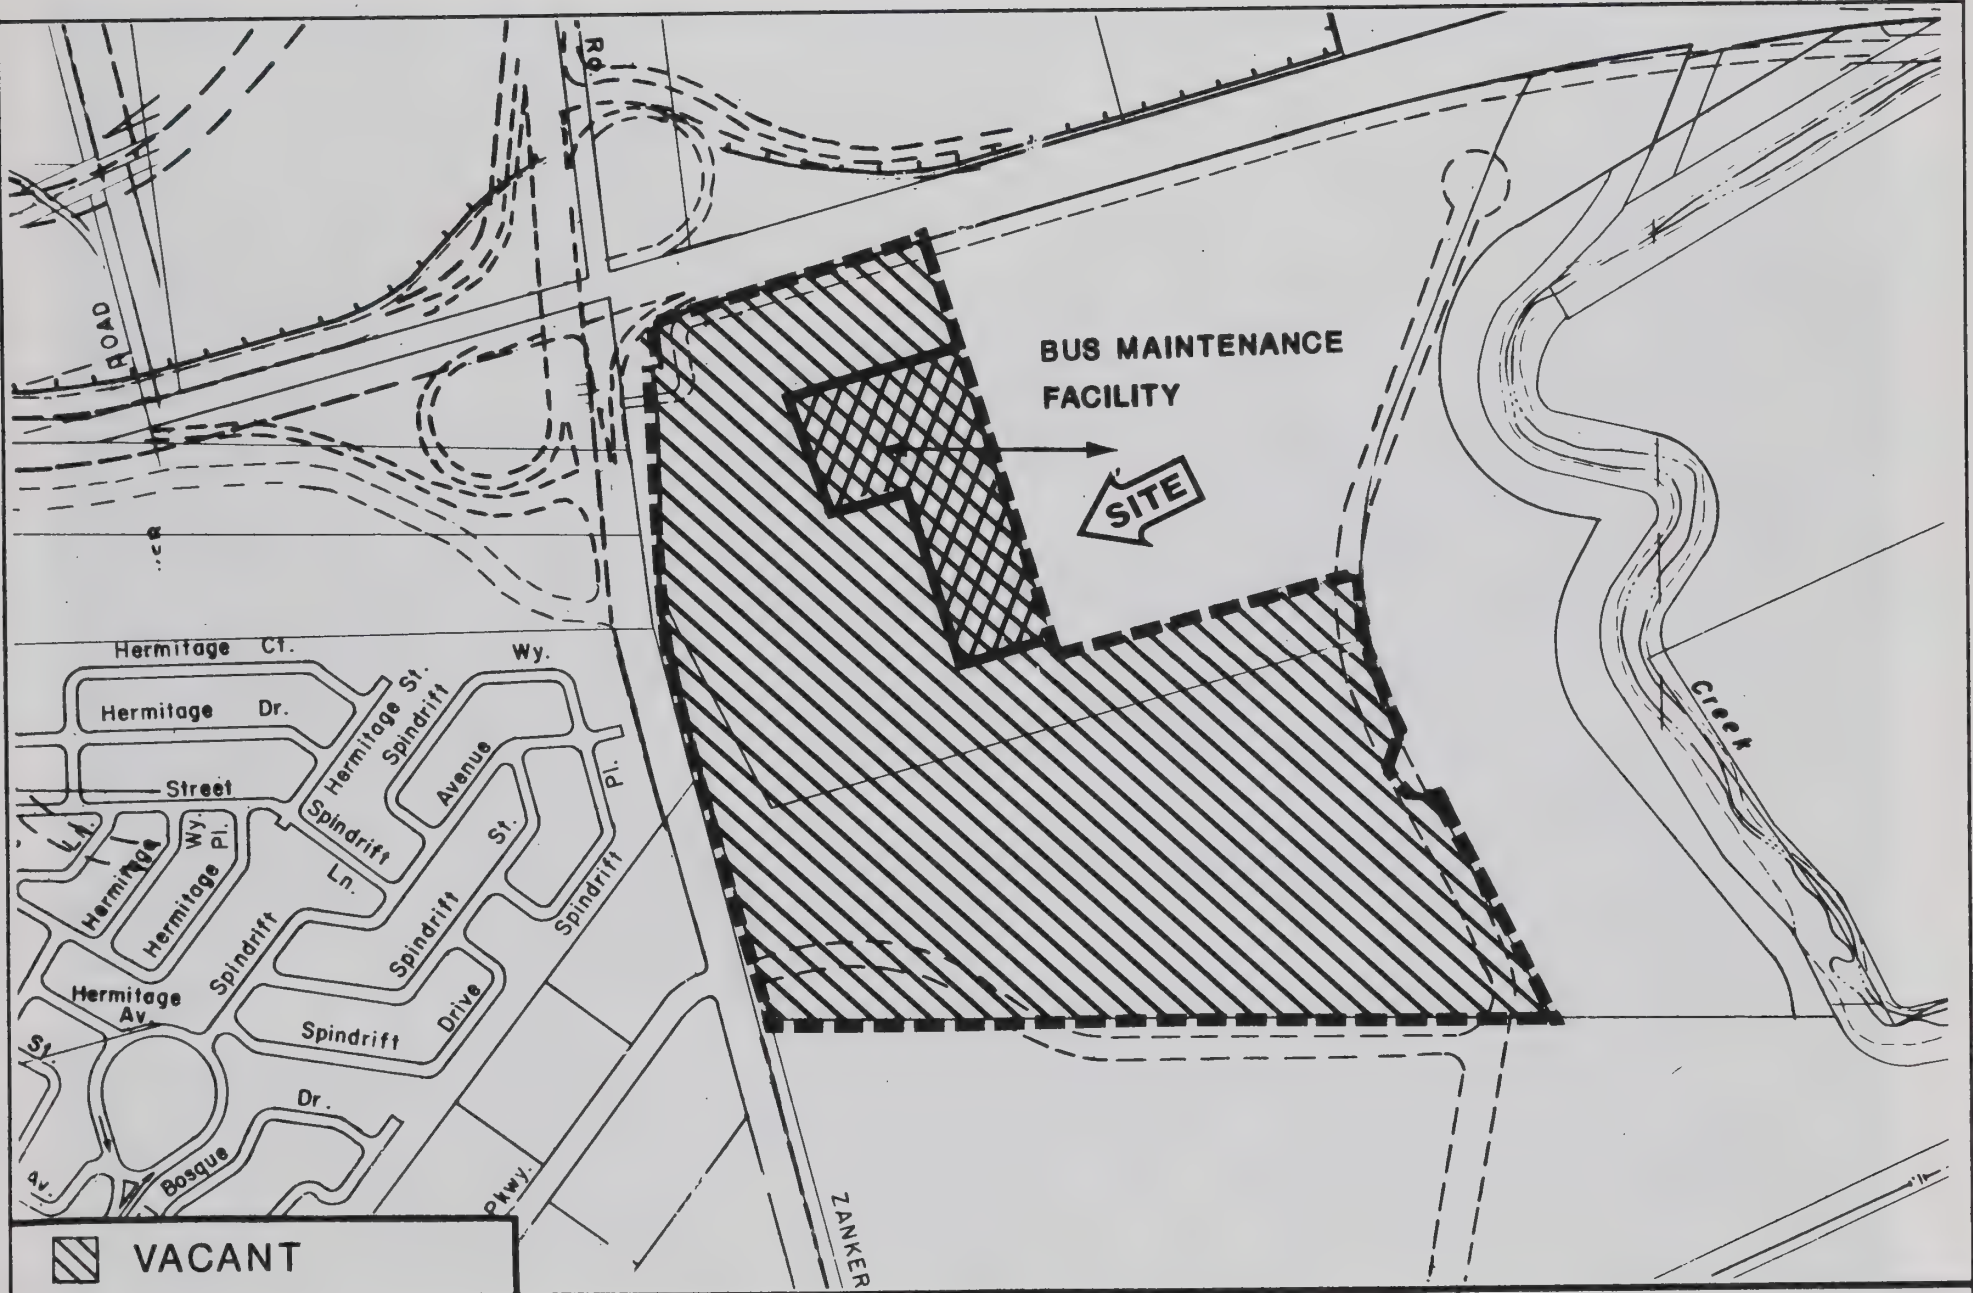 RD.
ROAD
BUS MAINTENANCE
FACILITY
SITE
Hermitage Ct.
Hermitage Dr.
Hermitage St.
Spindrift
Wy.
Avenue
Pl.
Street
Spindrift
Ln.
St.
Ln.
Hermitage
Wy.
Hermitage
Pl.
Spindrift
Spindrift
Spindrift
Hermitage
Av.
Spindrift
Drive
St.
Dr.
Bosque
Av.
Pkwy.
ZANKER
Creek
VACANT